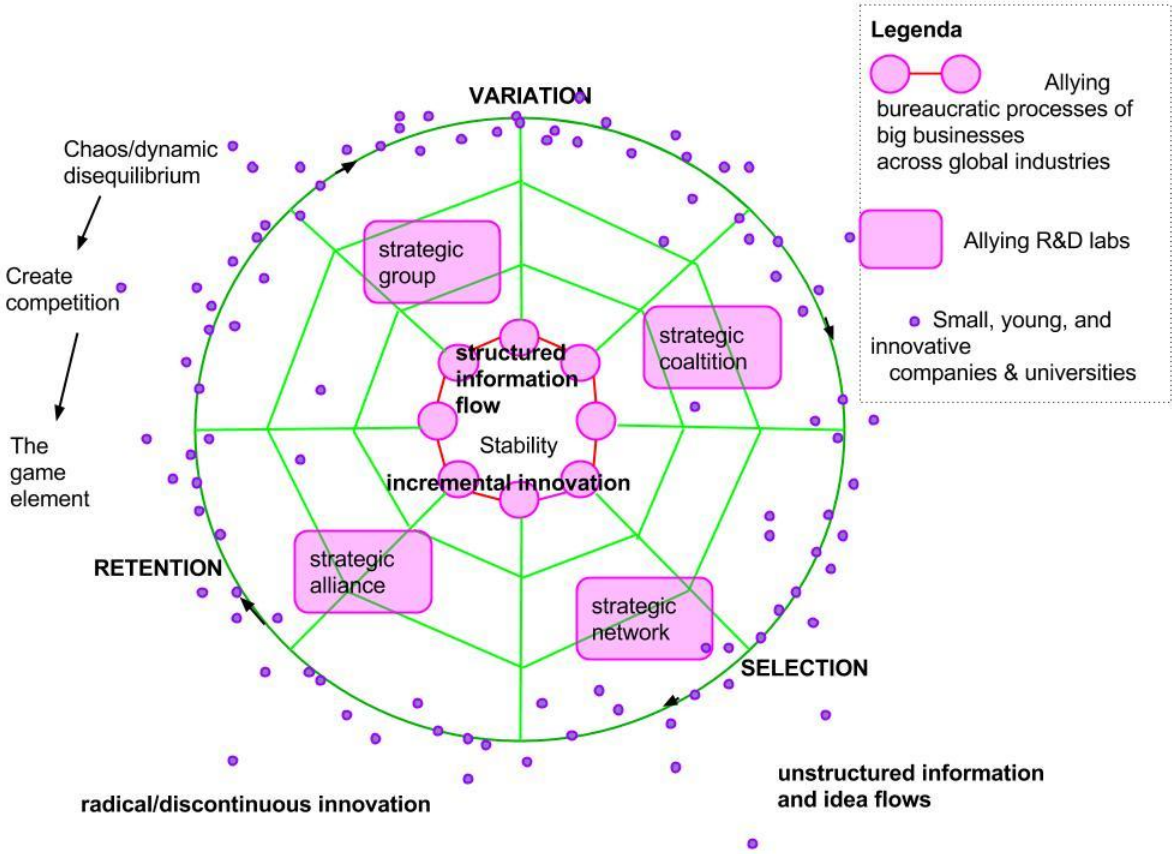 Legenda
Allying
bureaucratic processes of
big businesses
across global industries
Allying R&D labs
Small, young, and
innovative
companies & universities
VARIATION
Chaos/dynamic
disequilibrium
Create
competition
The
game
element
strategic
group
strategic
coaltition
structured
information
flow
Stability
incremental innovation
strategic
alliance
strategic
network
RETENTION
SELECTION
radical/discontinuous innovation
unstructured information
and idea flows